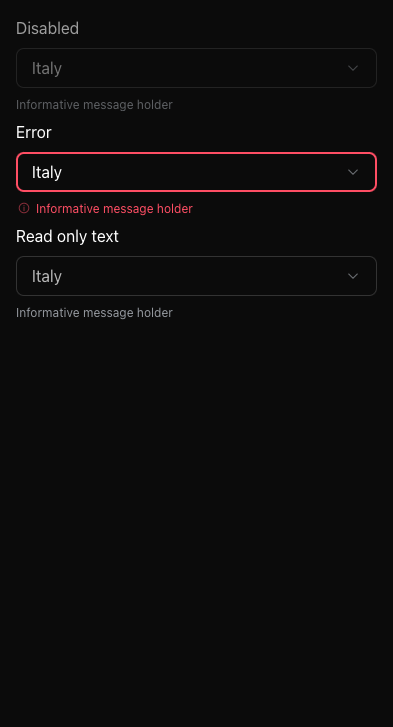 Disabled
Italy
Informative message holder
Error
Italy
Informative message holder
Read only text
Italy
Informative message holder